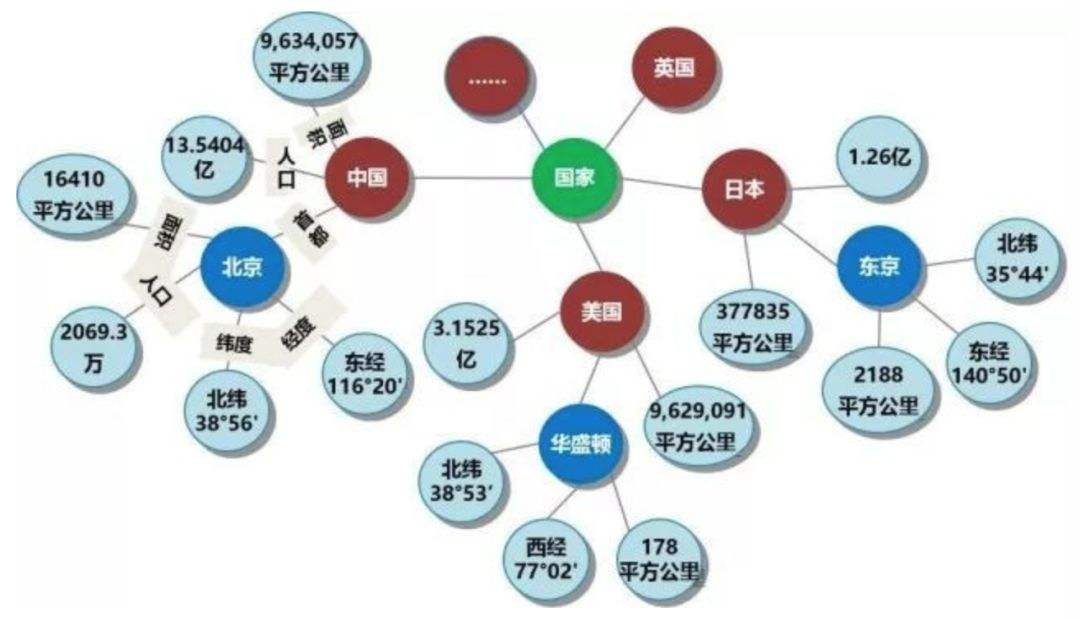 9,634,057
平方公里
……
英国
面积
13.5404
亿
人口
中国
国家
日本
1.26亿
16410
平方公里
首都
面积
北京
东京
北纬
35°44'
人口
美国
377835
平方公里
2069.3
万
纬度
经度
3.1525
亿
东经
116°20'
东经
140°50'
2188
平方公里
北纬
38°56'
9,629,091
平方公里
华盛顿
北纬
38°53'
西经
77°02'
178
平方公里